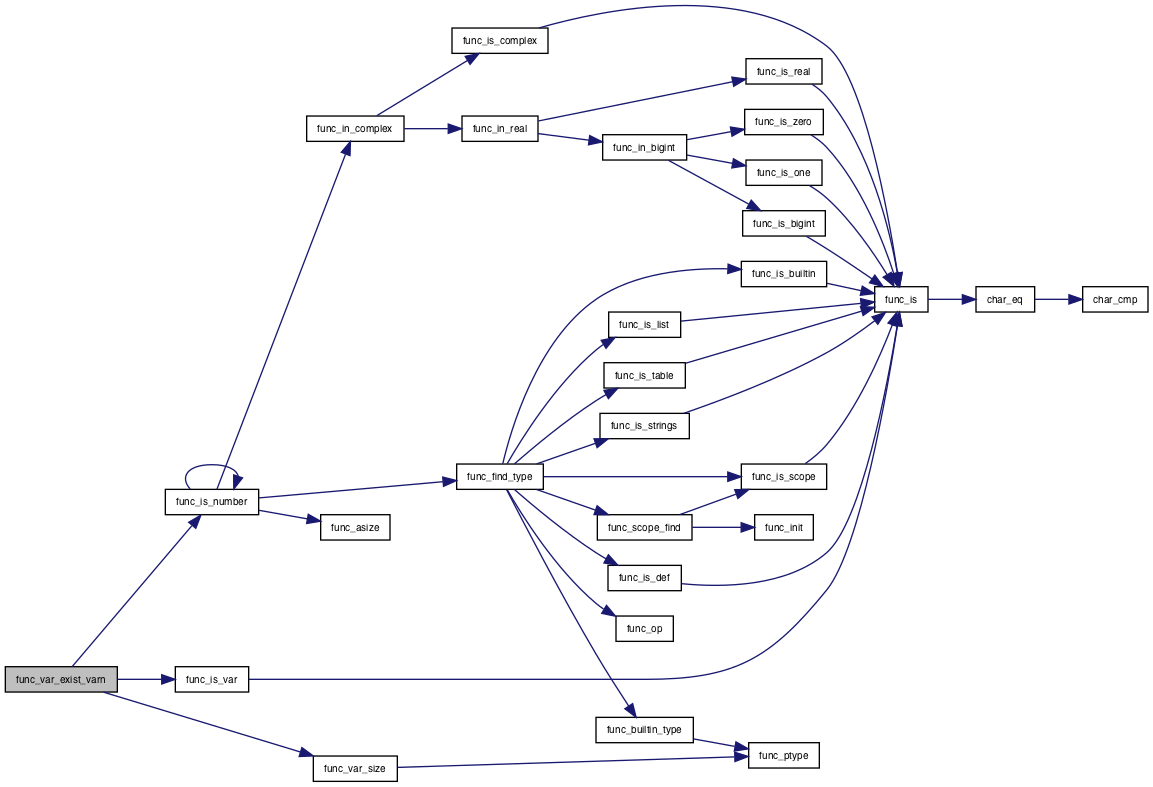 func_is_complex
func_is_real
func_is_zero
func_in_complex
func_in_real
func_in_bigint
func_is_one
func_is_bigint
func_is_builtin
func_is
char_eq
char_cmp
func_is_list
func_is_table
func_is_strings
func_find_type
func_is_scope
func_is_number
func_asize
func_scope_find
func_init
func_is_def
func_op
func_var_exist_varn
func_is_var
func_builtin_type
func_ptype
func_var_size